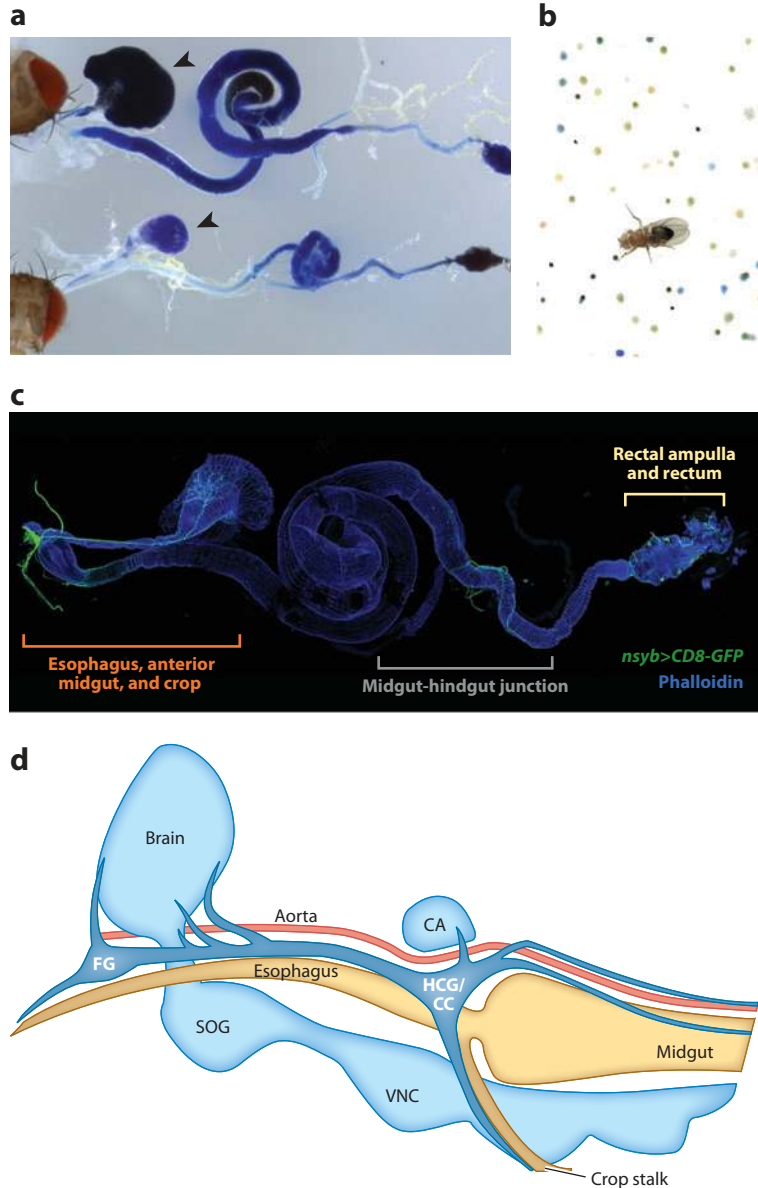 a
b
c
Rectal ampulla
and rectum
Esophagus, anterior
midgut, and crop
Midgut-hindgut junction
nsyb>CD8-GFP
Phalloidin
d
Brain
Aorta
CA
FG
Esophagus
HCG/
CC
SOG
Midgut
VNC
Crop stalk